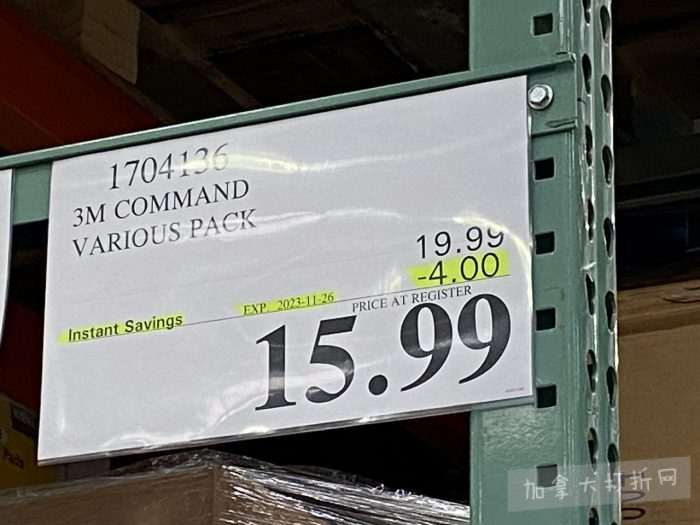 1704136
3M COMMAND
VARIOUS PACK
19.99
-4.00
Instant Savings
EXP. 2023-11-26
PRICE AT REGISTER
15.99
加拿大打折网